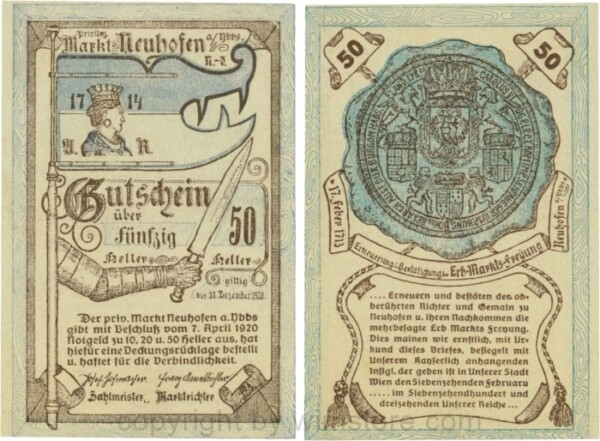 Privileg.
Markt Neuhofen a/Ybbs
N.-Ö.
17 14
A. R
Gutschein
über
fünfzig 50
Heller Heller
gültig
bis 31. Dezember 1920
Der priv. Markt Neuhofen a. Ybbs
gibt mit Beschluß vom 7. April 1920
Notgeld zu 10, 20 u. 50 Heller aus, hat
hiefür eine Deckungsrücklage bestellt
u. haftet für die Verbindlichkeit.
Zahlmeister. Marktrichter
50 50
17. Feber 1713
Neuhofen a/Ybbs
Erneuerung u. Bestätigung der Erb-Markts-Freyung
.... Erneuern und bestäten des ob-
berührten Richter und Gemain zu
Neuhofen u. ihren Nachkommen die
mehrbesagte Erb Markts Freyung.
Dies mainen wir ernstlich, mit Ur-
kund dieses Briefes, besiegelt mit
Unserem Kayserlich anhangenden
Insigl. der geben ist in Unserer Stadt
Wien den Siebenzehenden February
.... im Siebenzehenhundert und
dreizehenden Unserer Reiche ...